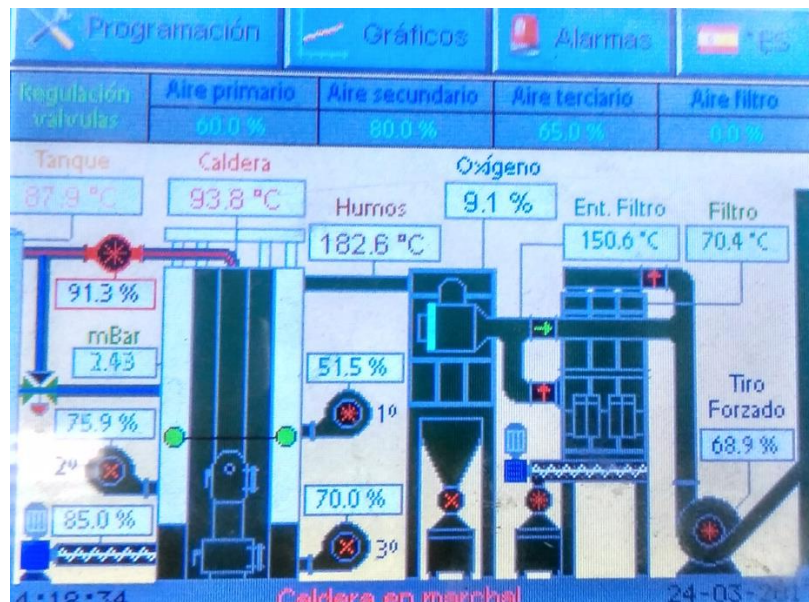 Programación Gráficos Alarmas ES
Regulación valvulas Aire primario Aire secundario Aire terciario Aire filtro
60.0 % 80.0 % 65.0 % 0.0 %
Tanque Caldera Oxígeno
87.9 °C 93.8 °C Humos 9.1 % Ent. Filtro Filtro
182.6 °C 150.6 °C 70.4 °C
91.3 %
mBar
51.5 %
1º
Tiro Forzado
75.9 %
68.9 %
2º
85.0 % 70.0 %
3º
Caldera en marcha!